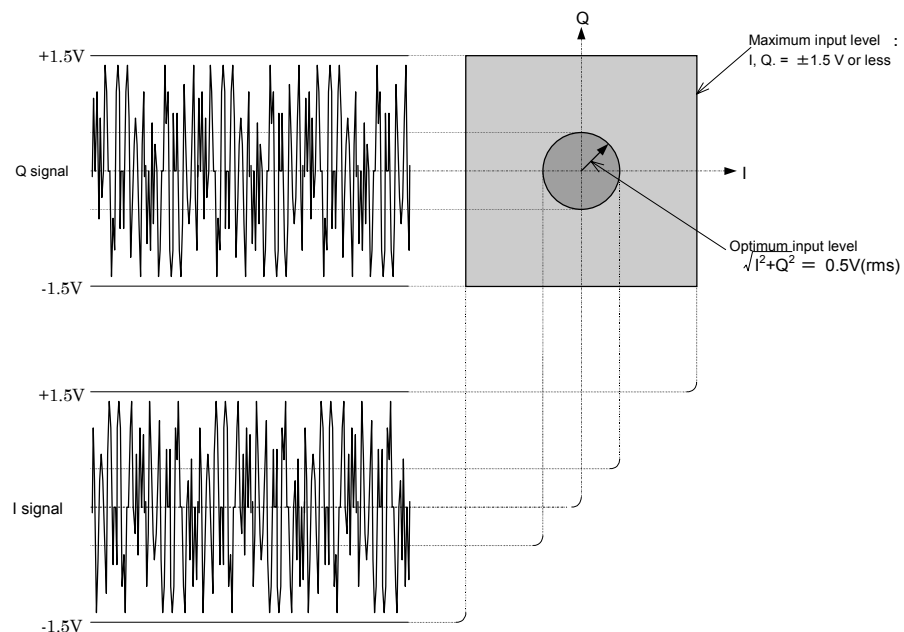 Q
+1.5V
Maximum input level :
I, Q. = ±1.5 V or less
Q signal
I
Optimum input level
√I²+Q² = 0.5V(rms)
-1.5V
+1.5V
I signal
-1.5V